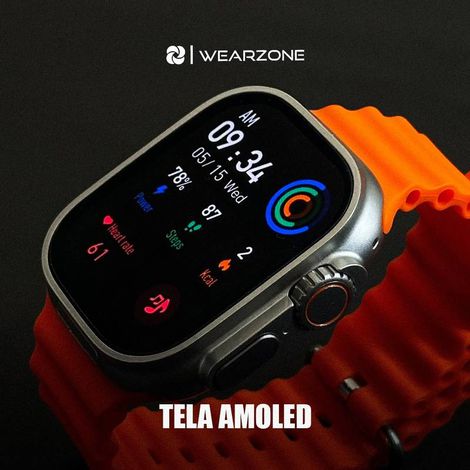 WEARZONE
AM
09:34
05/15 Wed
78%
Power
87
Steps
2
Kcal
Heart rate
61
TELA AMOLED